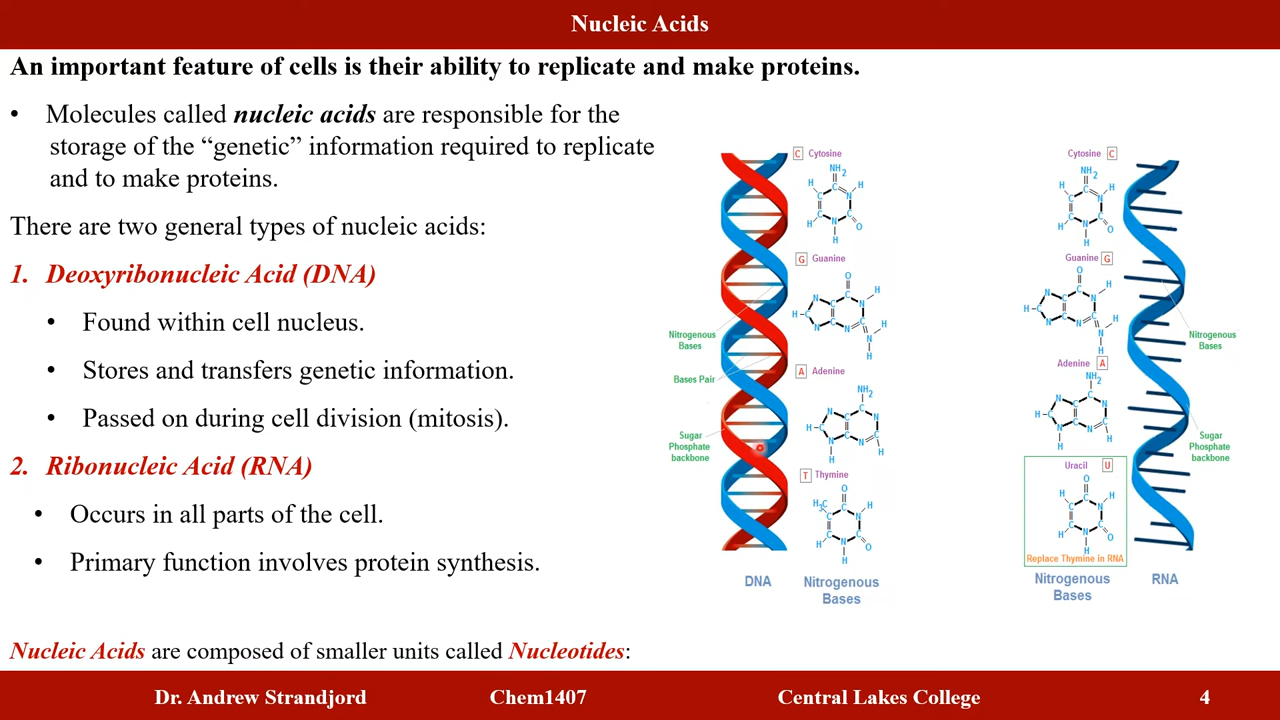 Nucleic Acids
An important feature of cells is their ability to replicate and make proteins.
• Molecules called nucleic acids are responsible for the
storage of the “genetic” information required to replicate
and to make proteins.
There are two general types of nucleic acids:
1. Deoxyribonucleic Acid (DNA)
• Found within cell nucleus.
• Stores and transfers genetic information.
• Passed on during cell division (mitosis).
2. Ribonucleic Acid (RNA)
• Occurs in all parts of the cell.
• Primary function involves protein synthesis.
Nucleic Acids are composed of smaller units called Nucleotides:
C Cytosine
NH2
H
H
C
C
N
C
C
H
N
O
H
G Guanine
O
H
N
C
C
N
H
C
N
C
N
C
H
N
H
A Adenine
NH2
N
C
C
N
H
C
N
C
N
C
H
H
T Thymine
O
H3C
C
C
N
H
C
C
H
N
O
H
Nitrogenous
Bases
Bases Pair
Sugar
Phosphate
backbone
DNA
Nitrogenous
Bases
Cytosine C
NH2
H
H
C
C
N
C
C
H
N
O
H
Guanine G
O
H
N
C
C
N
H
C
N
C
N
C
H
N
H
Adenine A
NH2
N
C
C
N
H
C
N
C
N
C
H
H
Uracil U
O
H
C
H
C
N
C
C
H
N
O
H
Replace Thymine in RNA
Nitrogenous
Bases
Sugar
Phosphate
backbone
Nitrogenous
Bases
RNA
Dr. Andrew Strandjord
Chem1407
Central Lakes College
4